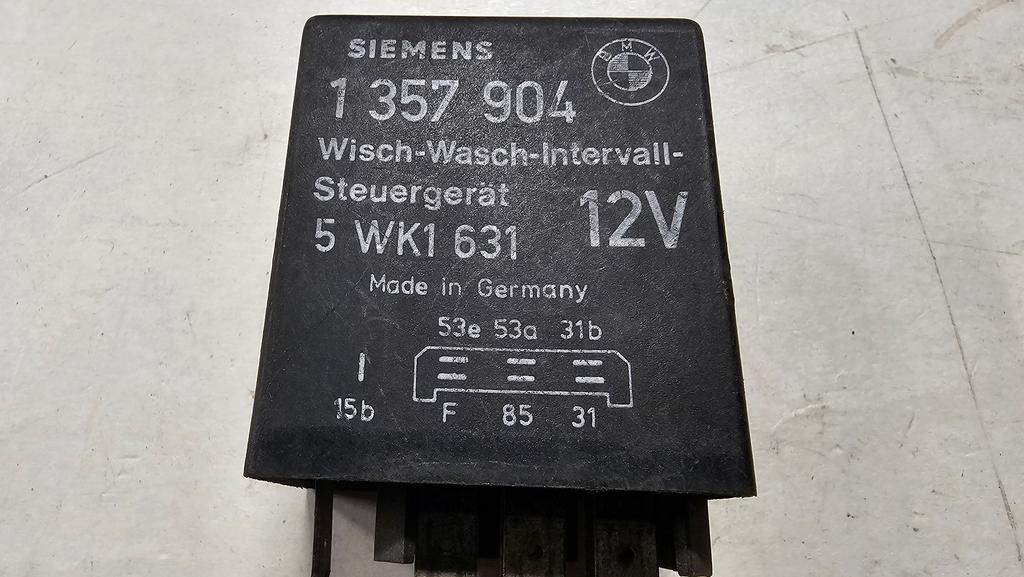 SIEMENS
BMW
1 357 904
Wisch-Wasch-Intervall-
Steuergerät
12V
5 WK1 631
Made in Germany
53e 53a 31b
15b F 85 31